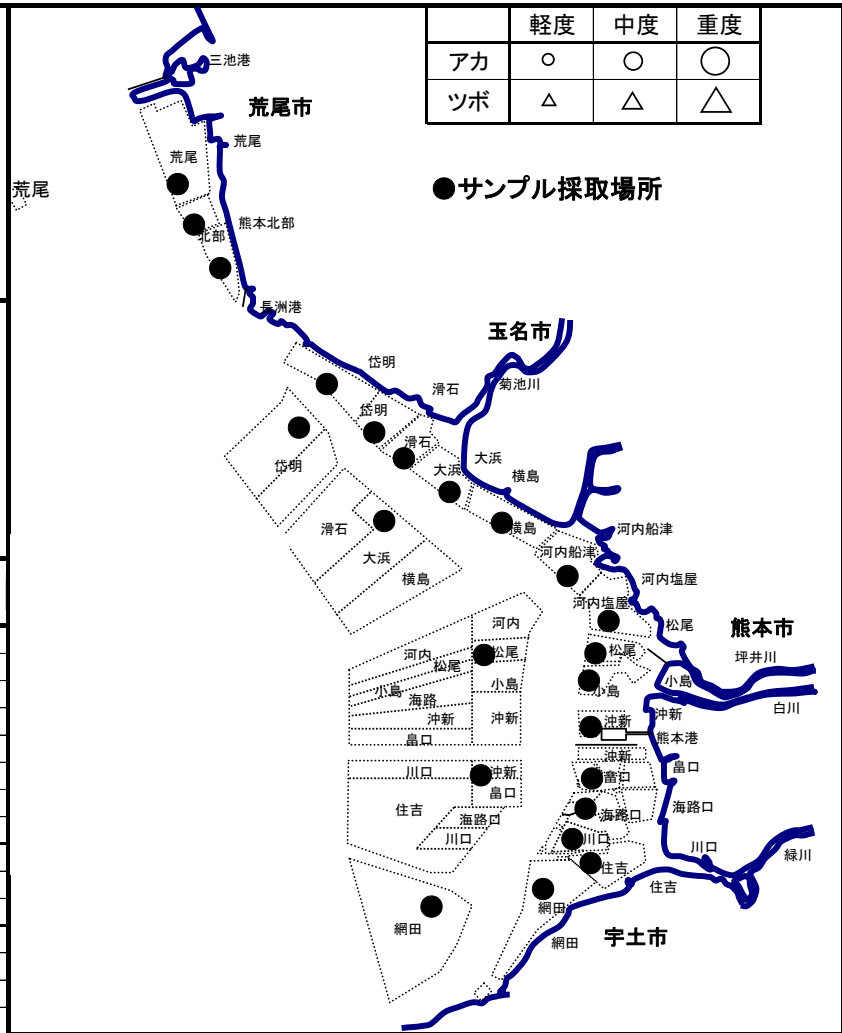 軽度 中度 重度
アカ
ツボ
●サンプル採取場所
三池港
荒尾市
荒尾
荒尾
荒尾
熊本北部
北部
長洲港
玉名市
岱明
滑石
菊池川
岱明
滑石
岱明
大浜
大浜
横島
滑石
横島
河内船津
大浜
河内船津
横島
河内塩屋
河内塩屋
河内
松尾
熊本市
河内
松尾
松尾
坪井川
松尾
小島
小島
小島
小島
海路
白川
沖新
沖新
沖新
沖新
畠口
熊本港
沖新
川口
沖新
畠口
畠口
畠口
住吉
海路口
海路口
海路口
川口
川口
川口
緑川
住吉
住吉
網田
網田
網田
宇土市